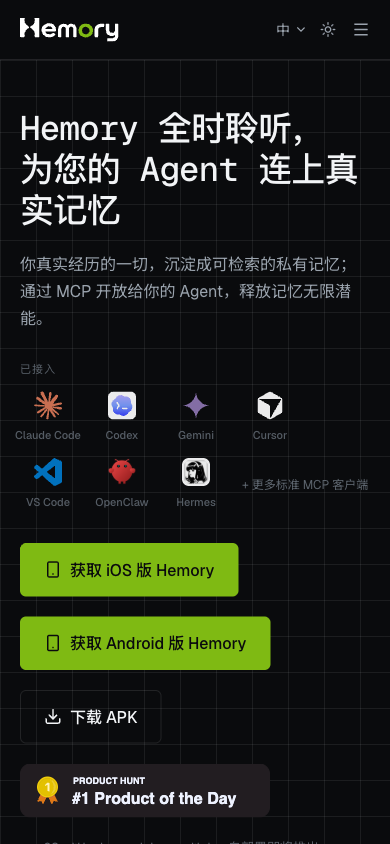 Hemory
中
Hemory 全时聆听，
为您的 Agent 连上真
实记忆
你真实经历的一切，沉淀成可检索的私有记忆；
通过 MCP 开放给你的 Agent，释放记忆无限潜
能。
已接入
Claude Code
Codex
Gemini
Cursor
VS Code
OpenClaw
Hermes
+ 更多标准 MCP 客户端
获取 iOS 版 Hemory
获取 Android 版 Hemory
下载 APK
1
PRODUCT HUNT
#1 Product of the Day